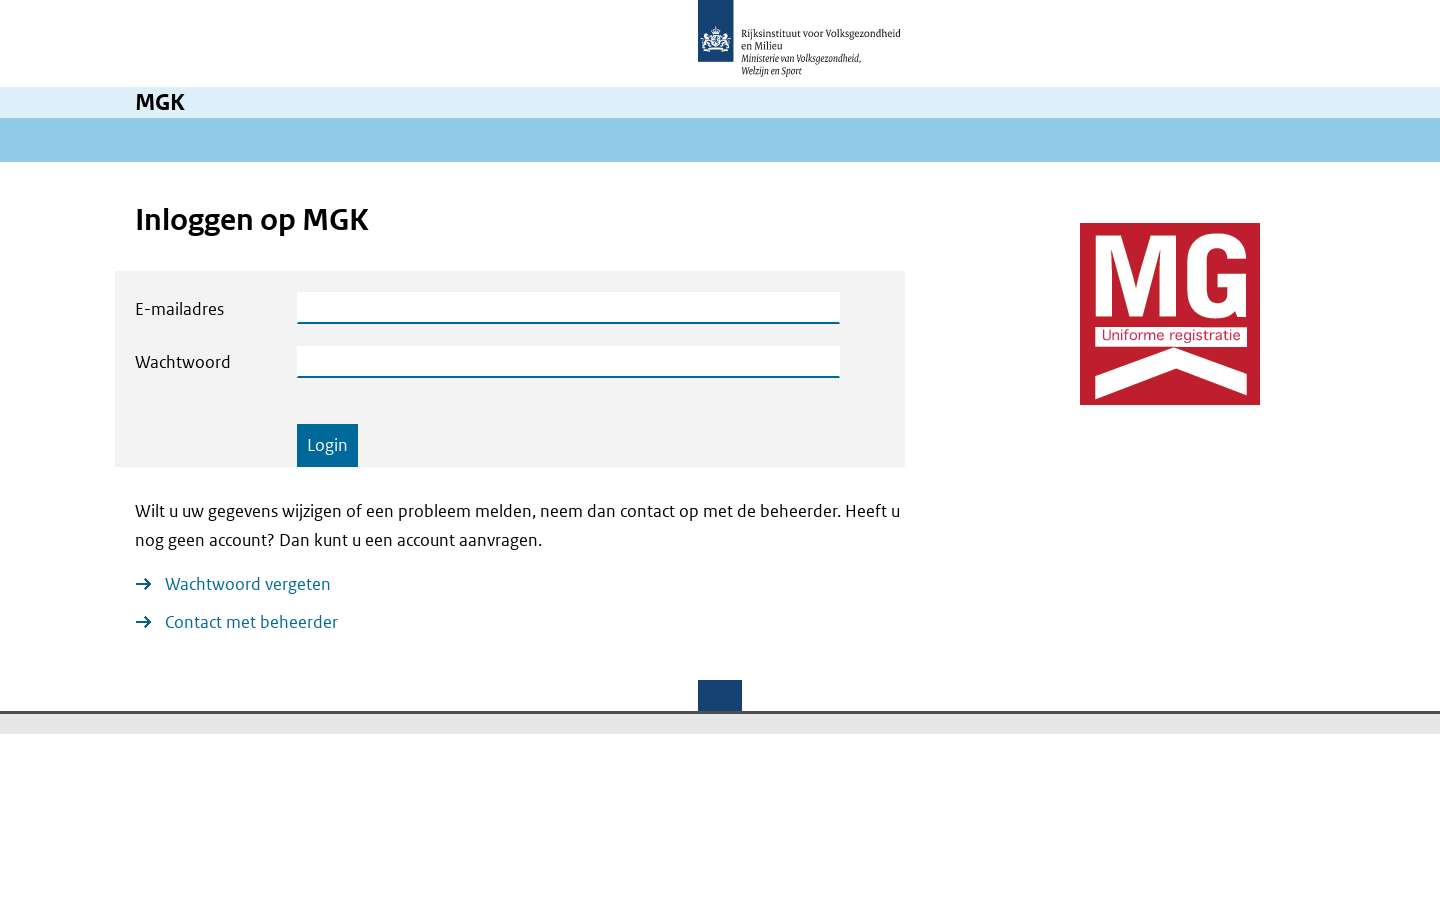 Rijksinstituut voor Volksgezondheid
en Milieu
Ministerie van Volksgezondheid,
Welzijn en Sport
MGK
Inloggen op MGK
E-mailadres
Wachtwoord
Login
MG
Uniforme registratie
Wilt u uw gegevens wijzigen of een probleem melden, neem dan contact op met de beheerder. Heeft u
nog geen account? Dan kunt u een account aanvragen.
Wachtwoord vergeten
Contact met beheerder